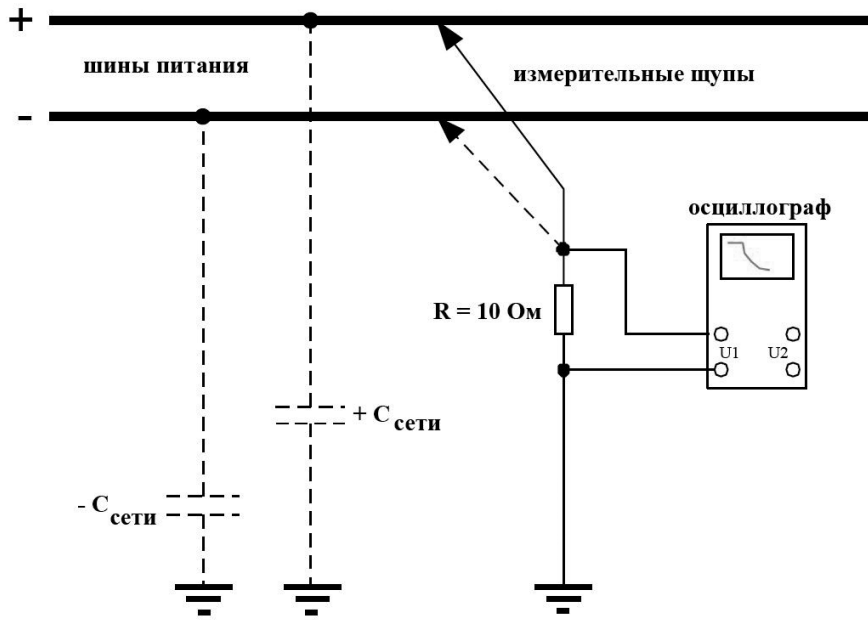 +
шины питания
измерительные щупы
-
осциллограф
R = 10 Ом
U1 U2
+ C сети
- C сети